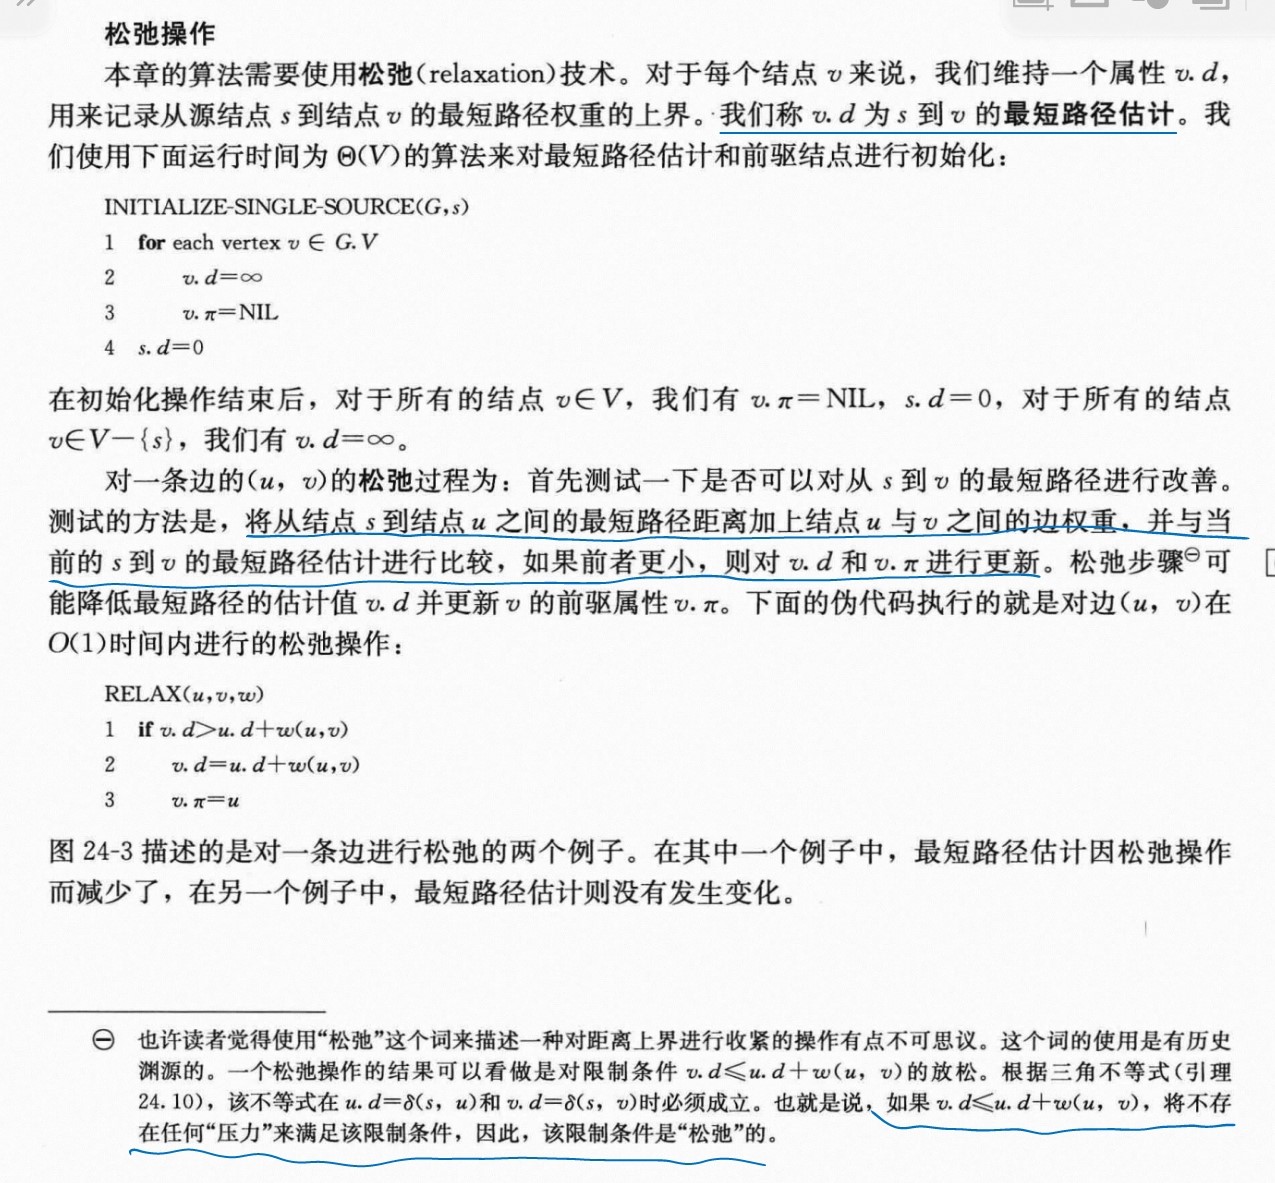 松弛操作
本章的算法需要使用松弛(relaxation)技术。对于每个结点 v 来说，我们维持一个属性 v.d，
用来记录从源结点 s 到结点 v 的最短路径权重的上界。我们称 v.d 为 s 到 v 的最短路径估计。我
们使用下面运行时间为 Θ(V)的算法来对最短路径估计和前驱结点进行初始化：
INITIALIZE-SINGLE-SOURCE(G,s)
1 for each vertex v ∈ G.V
2 v.d=∞
3 v.π=NIL
4 s.d=0
在初始化操作结束后，对于所有的结点 v∈V，我们有 v.π=NIL，s.d=0，对于所有的结点
v∈V-{s}，我们有 v.d=∞。
对一条边的(u，v)的松弛过程为：首先测试一下是否可以对从 s 到 v 的最短路径进行改善。
测试的方法是，将从结点 s 到结点 u 之间的最短路径距离加上结点 u 与 v 之间的边权重，并与当
前的 s 到 v 的最短路径估计进行比较，如果前者更小，则对 v.d 和 v.π 进行更新。松弛步骤㊀可
能降低最短路径的估计值 v.d 并更新 v 的前驱属性 v.π。下面的伪代码执行的就是对边(u，v)在
O(1)时间内进行的松弛操作：
RELAX(u,v,w)
1 if v.d>u.d+w(u,v)
2 v.d=u.d+w(u,v)
3 v.π=u
图 24-3 描述的是对一条边进行松弛的两个例子。在其中一个例子中，最短路径估计因松弛操作
而减少了，在另一个例子中，最短路径估计则没有发生变化。
㊀ 也许读者觉得使用“松弛”这个词来描述一种对距离上界进行收紧的操作有点不可思议。这个词的使用是有历史
渊源的。一个松弛操作的结果可以看做是对限制条件 v.d≤u.d+w(u，v)的放松。根据三角不等式(引理
24.10)，该不等式在 u.d=δ(s，u)和 v.d=δ(s，v)时必须成立。也就是说，如果 v.d≤u.d+w(u，v)，将不存
在任何“压力”来满足该限制条件，因此，该限制条件是“松弛”的。